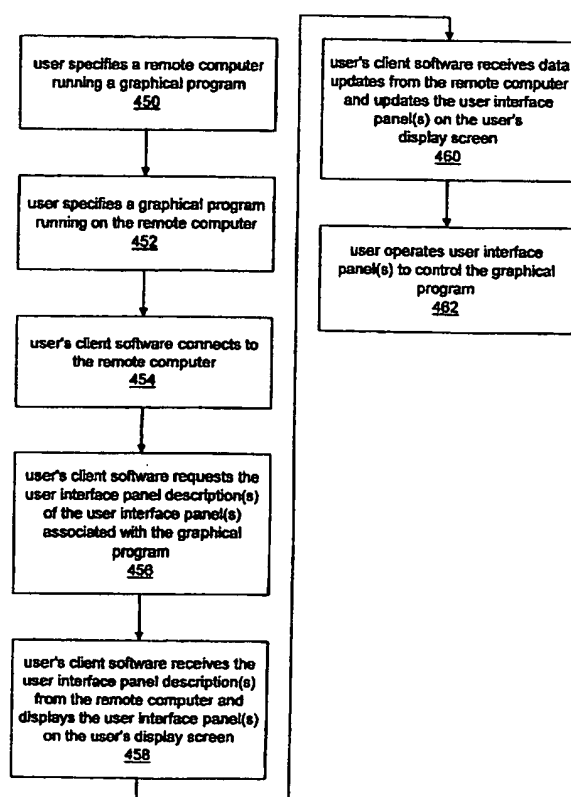 user specifies a remote computer
running a graphical program
450
user specifies a graphical program
running on the remote computer
452
user's client software connects to
the remote computer
454
user's client software requests the
user interface panel description(s)
of the user interface panel(s)
associated with the graphical
program
456
user's client software receives the
user interface panel description(s)
from the remote computer and
displays the user interface panel(s)
on the user's display screen
458
user's client software receives data
updates from the remote computer
and updates the user interface
panel(s) on the user's
display screen
460
user operates user interface
panel(s) to control the graphical
program
462